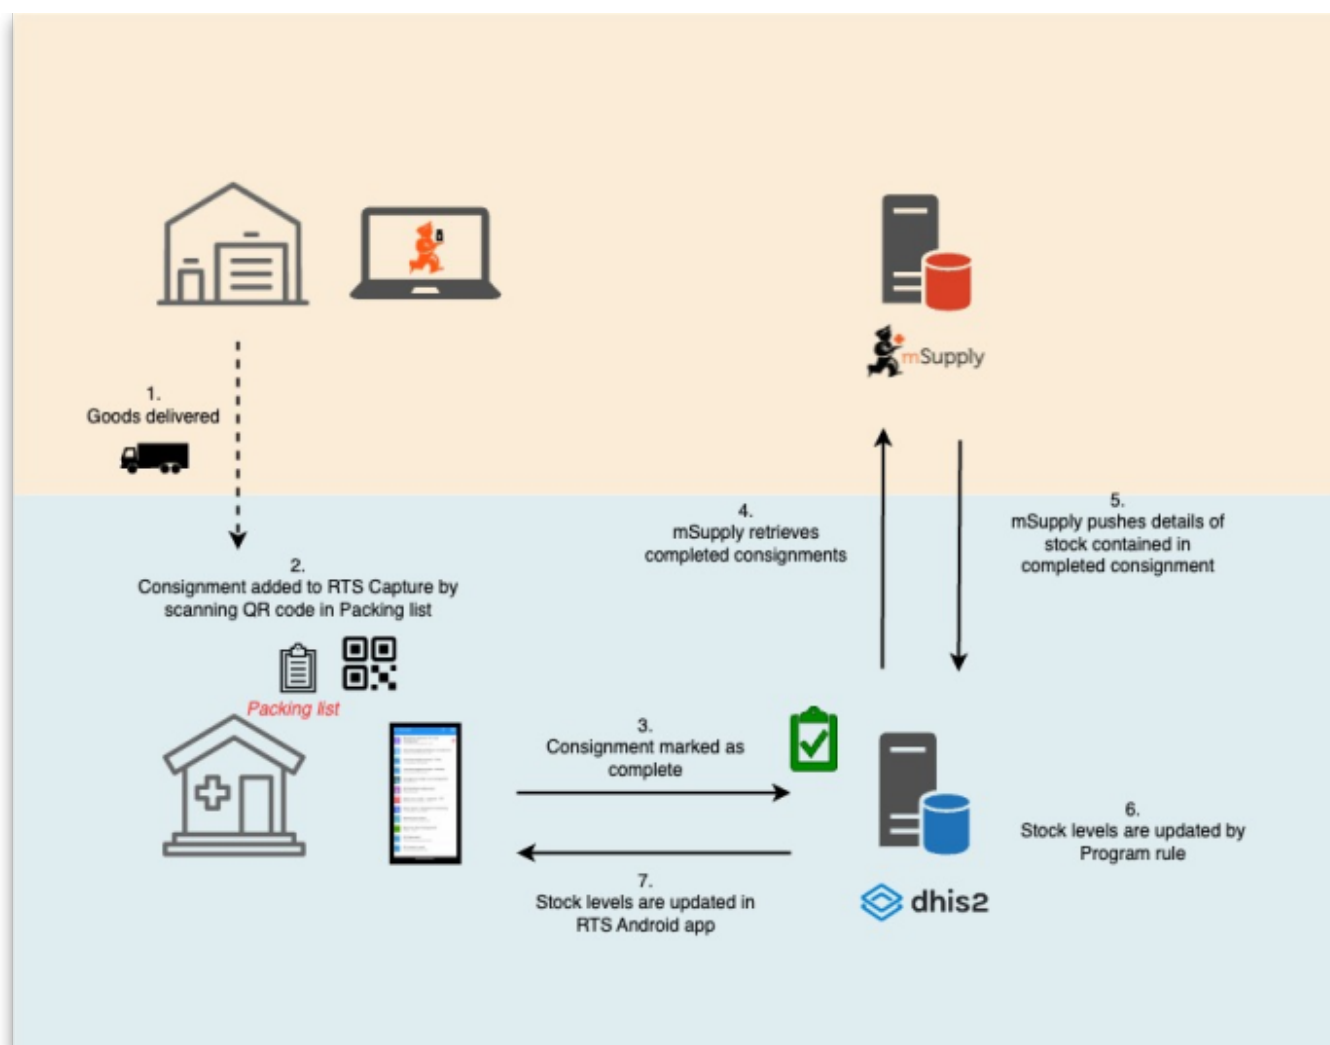 mSupply
1.
Goods delivered
4.
mSupply retrieves
completed consignments
5.
mSupply pushes details of
stock contained in
completed consignment
2.
Consignment added to RTS Capture by
scanning QR code in Packing list
Packing list
3.
Consignment marked as
complete
6.
Stock levels are updated by
Program rule
7.
Stock levels are updated in
RTS Android app
dhis2